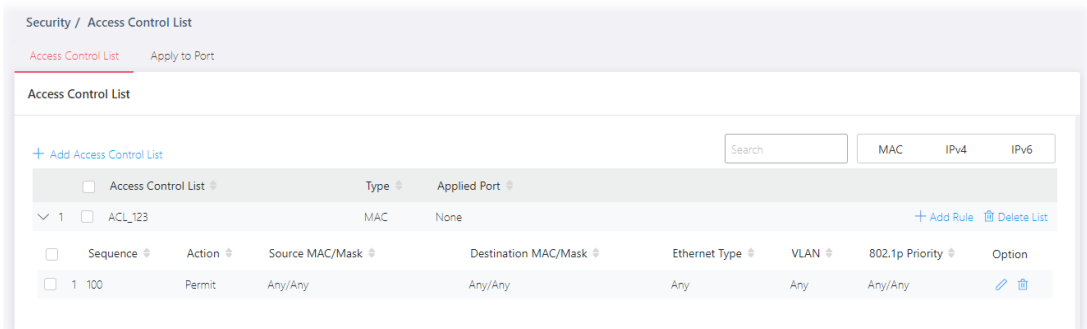 Security / Access Control List
Access Control List Apply to Port
Access Control List
+ Add Access Control List Search MAC IPv4 IPv6
Access Control List Type Applied Port
1 ACL_123 MAC None + Add Rule Delete List
Sequence Action Source MAC/Mask Destination MAC/Mask Ethernet Type VLAN 802.1p Priority Option
1 100 Permit Any/Any Any/Any Any Any Any/Any